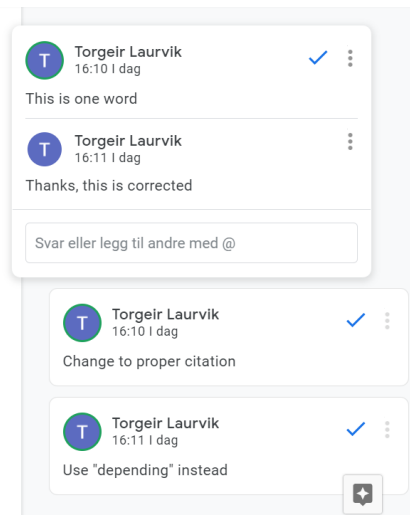 T
Torgeir Laurvik
16:10 I dag
This is one word
T
Torgeir Laurvik
16:11 I dag
Thanks, this is corrected
Svar eller legg til andre med @
T
Torgeir Laurvik
16:10 I dag
Change to proper citation
T
Torgeir Laurvik
16:11 I dag
Use "depending" instead